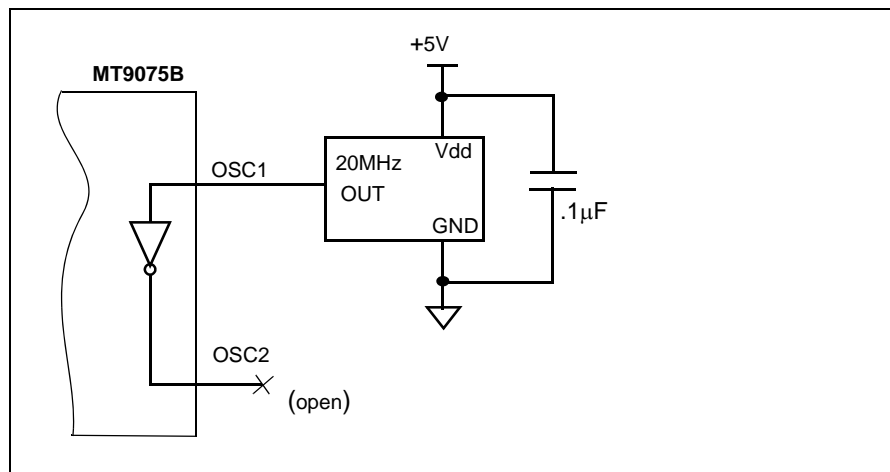 +5V
MT9075B
Vdd
OSC1
20MHz
OUT
.1µF
GND
OSC2
(open)